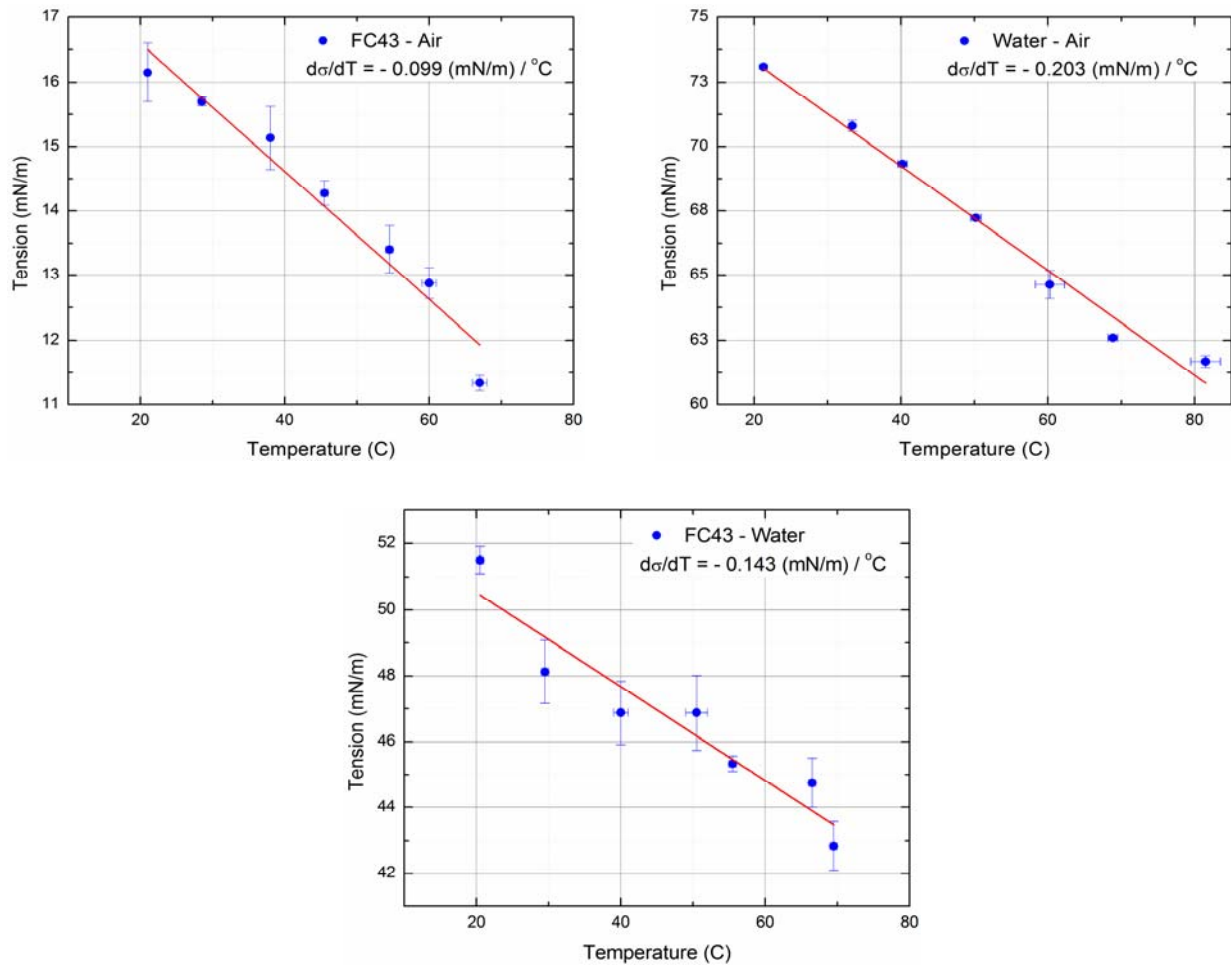 17
16
15
14
13
12
11
Tension (mN/m)
FC43 - Air
dσ/dT = - 0.099 (mN/m) / °C
20
40
60
80
Temperature (C)
75
73
70
68
65
63
60
Tension (mN/m)
Water - Air
dσ/dT = - 0.203 (mN/m) / °C
20
40
60
80
Temperature (C)
52
50
48
46
44
42
Tension (mN/m)
FC43 - Water
dσ/dT = - 0.143 (mN/m) / °C
20
40
60
80
Temperature (C)